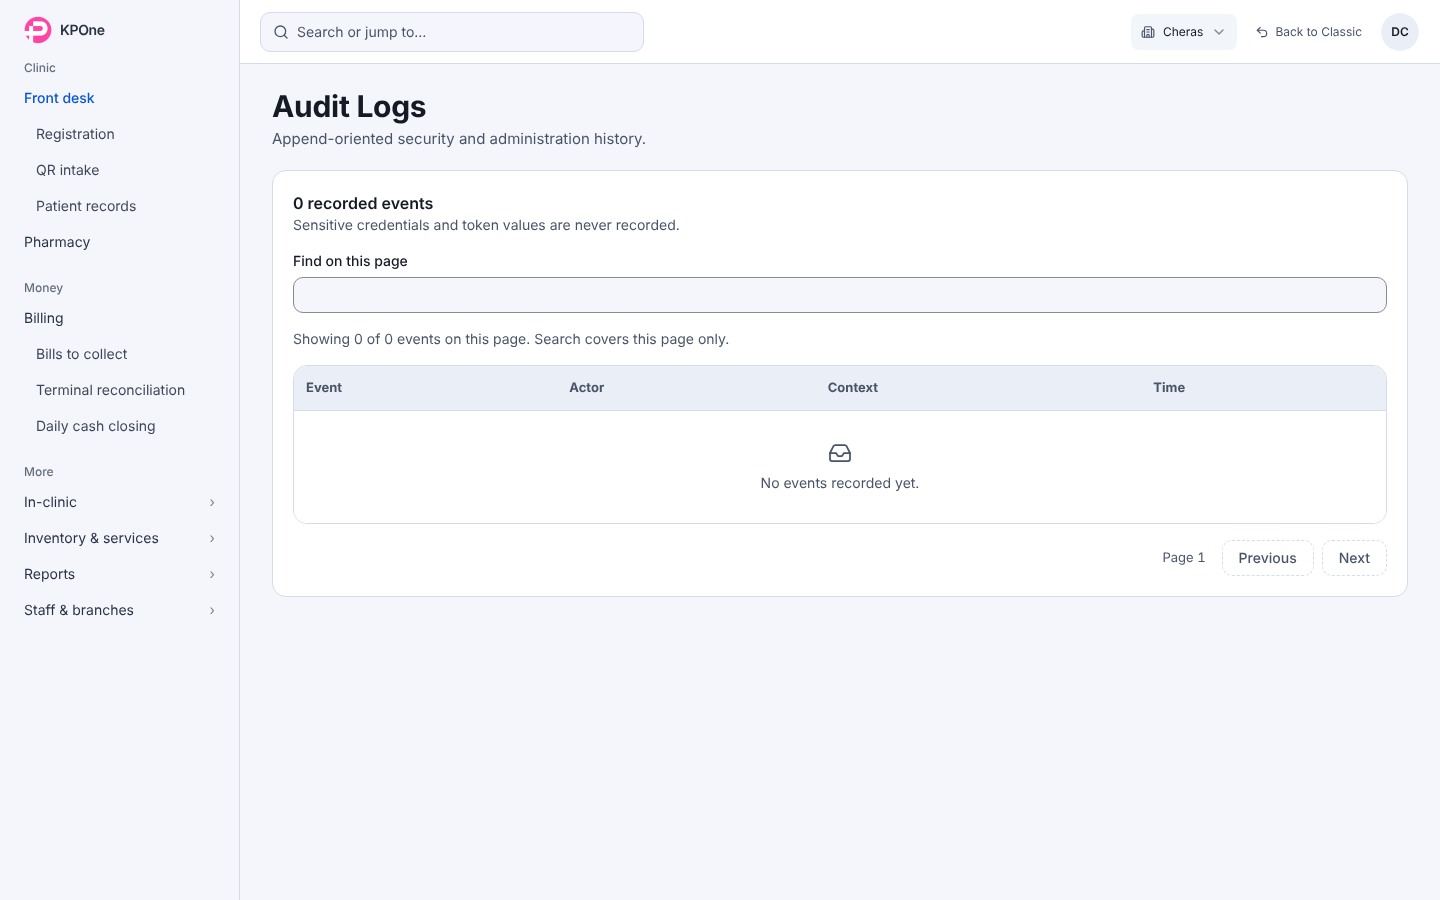 KPOne
Clinic
Front desk
Registration
QR intake
Patient records
Pharmacy
Money
Billing
Bills to collect
Terminal reconciliation
Daily cash closing
More
In-clinic
Inventory & services
Reports
Staff & branches
Search or jump to...
Cheras
Back to Classic
DC
Audit Logs
Append-oriented security and administration history.
0 recorded events
Sensitive credentials and token values are never recorded.
Find on this page
Showing 0 of 0 events on this page. Search covers this page only.
Event Actor Context Time
No events recorded yet.
Page 1 Previous Next